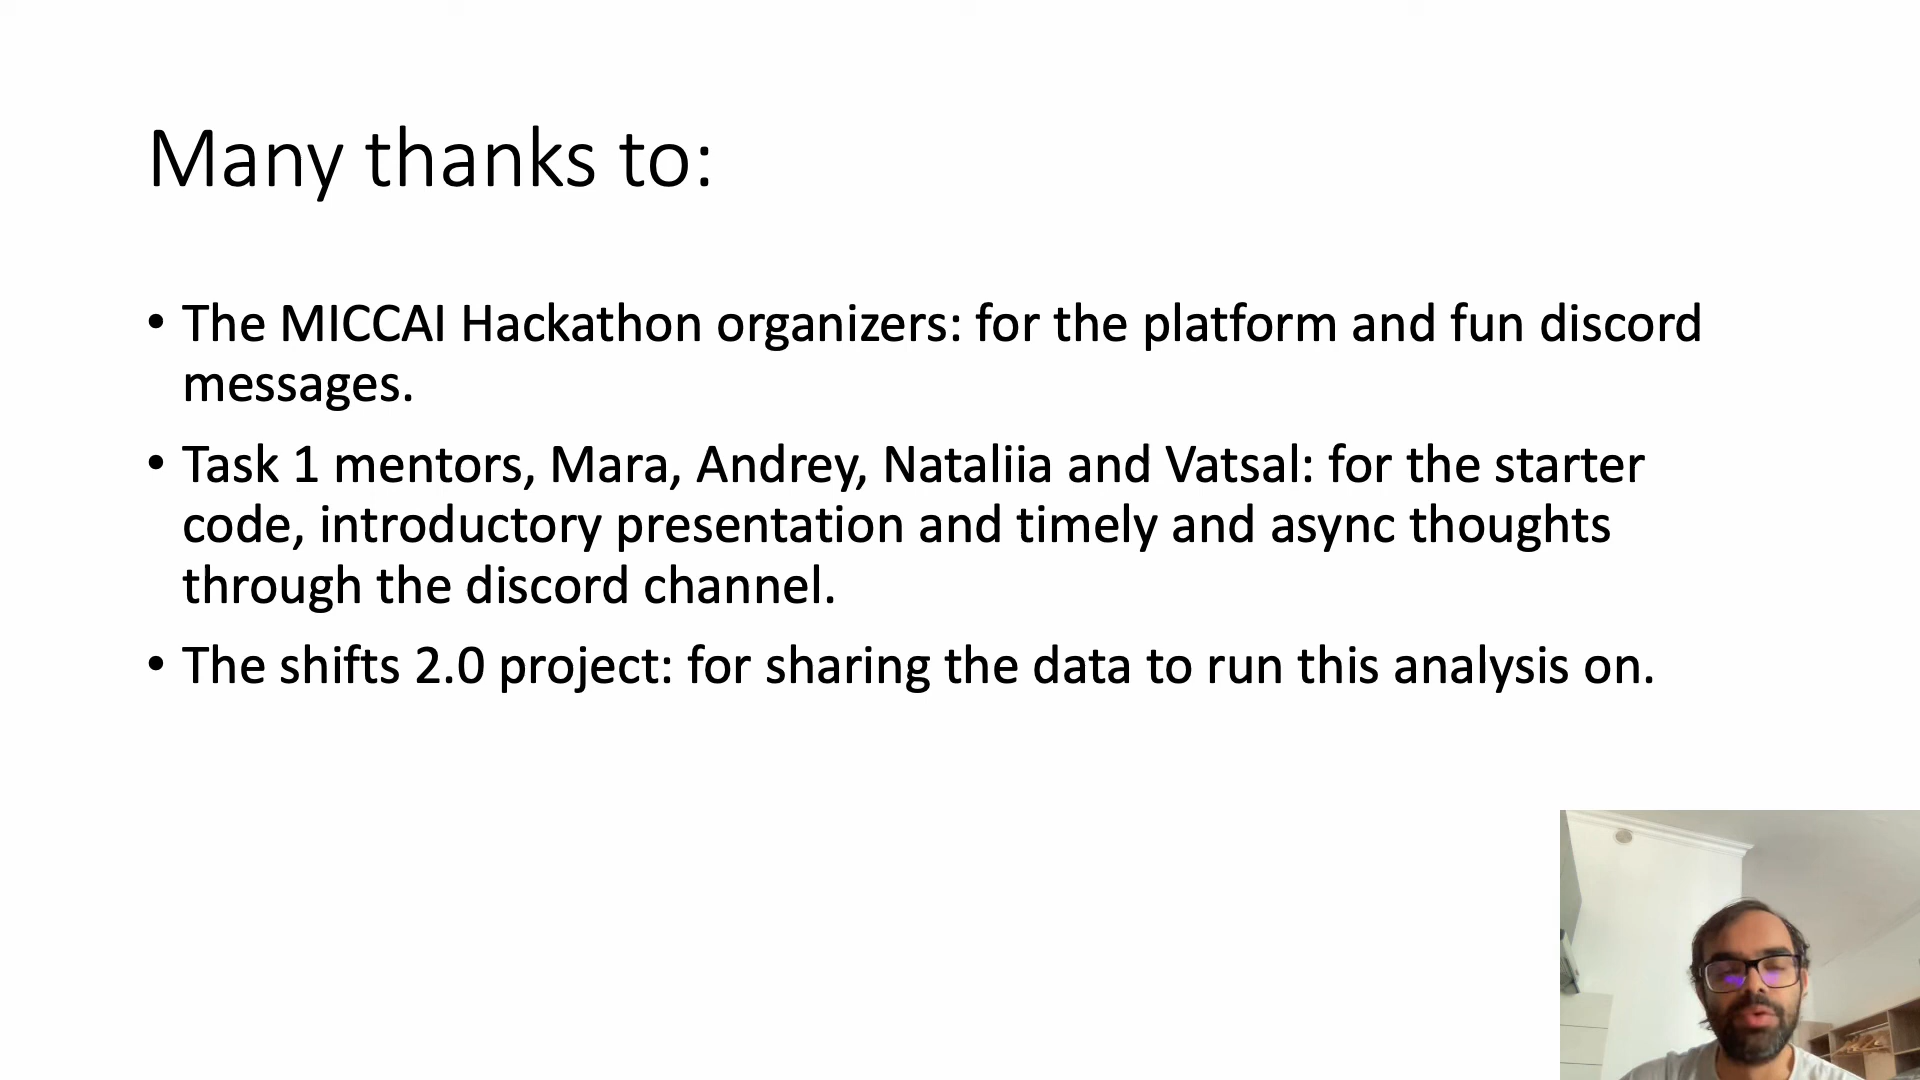 Many thanks to:
• The MICCAI Hackathon organizers: for the platform and fun discord
messages.
• Task 1 mentors, Mara, Andrey, Nataliia and Vatsal: for the starter
code, introductory presentation and timely and async thoughts
through the discord channel.
• The shifts 2.0 project: for sharing the data to run this analysis on.